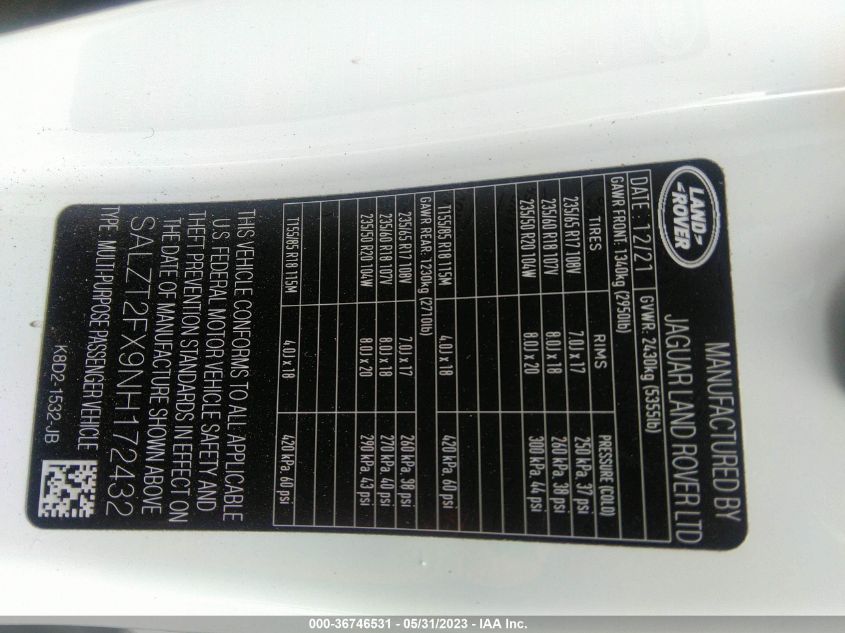 LAND
ROVER
MANUFACTURED BY
JAGUAR LAND ROVER LTD
DATE: 12/21 GVWR: 2430kg (5355lb)
GAWR FRONT: 1340kg (2950lb)
TIRES RIMS PRESSURE (COLD)
235/65 R17 108V 7.0J x 17 250 kPa, 37 psi
235/60 R18 107V 8.0J x 18 260 kPa, 38 psi
235/50 R20 104W 8.0J x 20 300 kPa, 44 psi
T155/85 R18 115M 4.0J x 18 420 kPa, 60 psi
GAWR REAR: 1230kg (2710lb)
235/65 R17 108V 7.0J x 17 260 kPa, 38 psi
235/60 R18 107V 8.0J x 18 270 kPa, 40 psi
235/50 R20 104W 8.0J x 20 290 kPa, 43 psi
T155/85 R18 115M 4.0J x 18 420 kPa, 60 psi
THIS VEHICLE CONFORMS TO ALL APPLICABLE
U.S. FEDERAL MOTOR VEHICLE SAFETY AND
THEFT PREVENTION STANDARDS IN EFFECT ON
THE DATE OF MANUFACTURE SHOWN ABOVE
SALZT2FX9NH172432
TYPE: MULTI-PURPOSE PASSENGER VEHICLE
K8D2-1532-JB
000-36746531 - 05/31/2023 - IAA Inc.